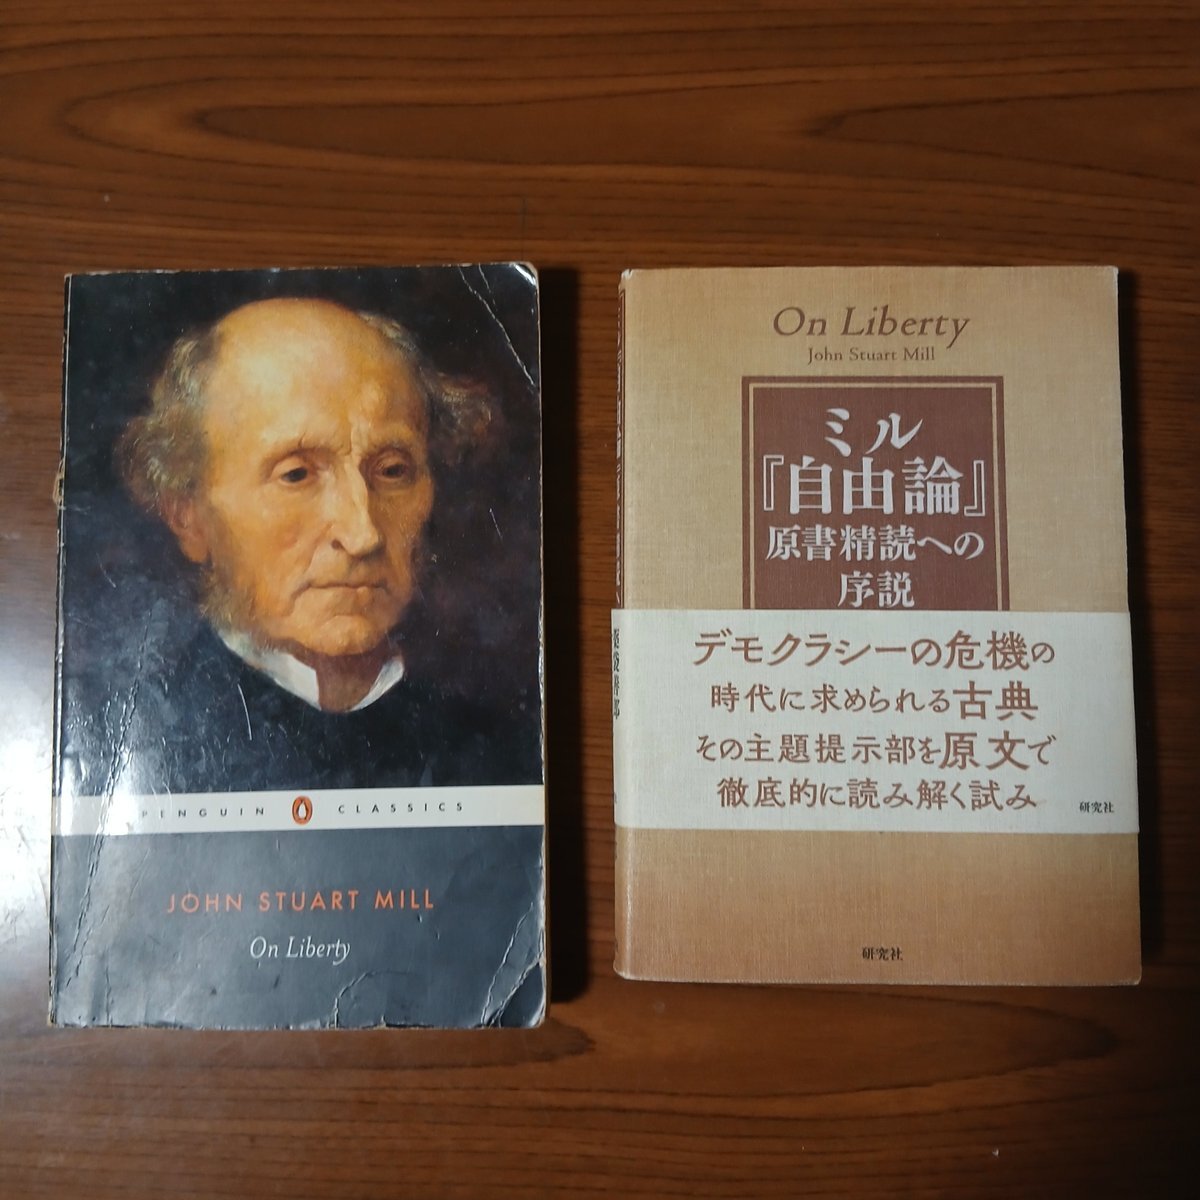 PENGUIN CLASSICS
JOHN STUART MILL
On Liberty
On Liberty
John Stuart Mill
ミル
『自由論』
原書精読への
序説
デモクラシーの危機の
時代に求められる古典
その主題提示部を原文で
徹底的に読み解く試み
研究社
研究社